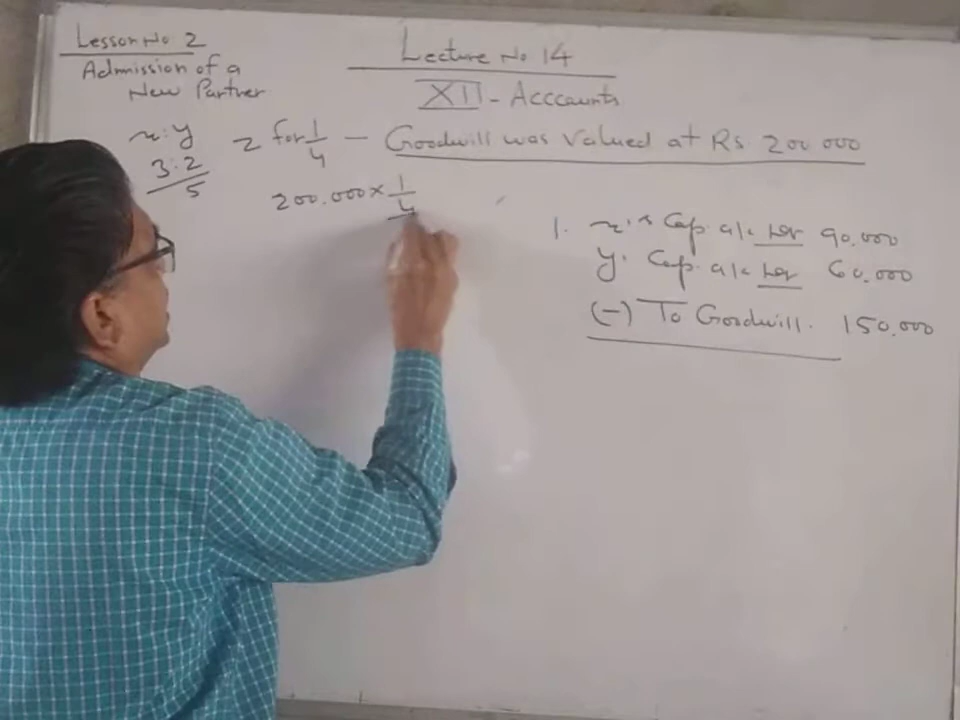 Lesson No 2
Admission of a
New Partner
Lecture No 14
XII - Acccounts
x : y
3 : 2
5
z for 1/4 — Goodwill was valued at Rs. 200.000
200.000 × 1/4
1. x's Cap. a/c Dr 90.000
y. Cap. a/c Dr 60.000
(-) To Goodwill. 150.000